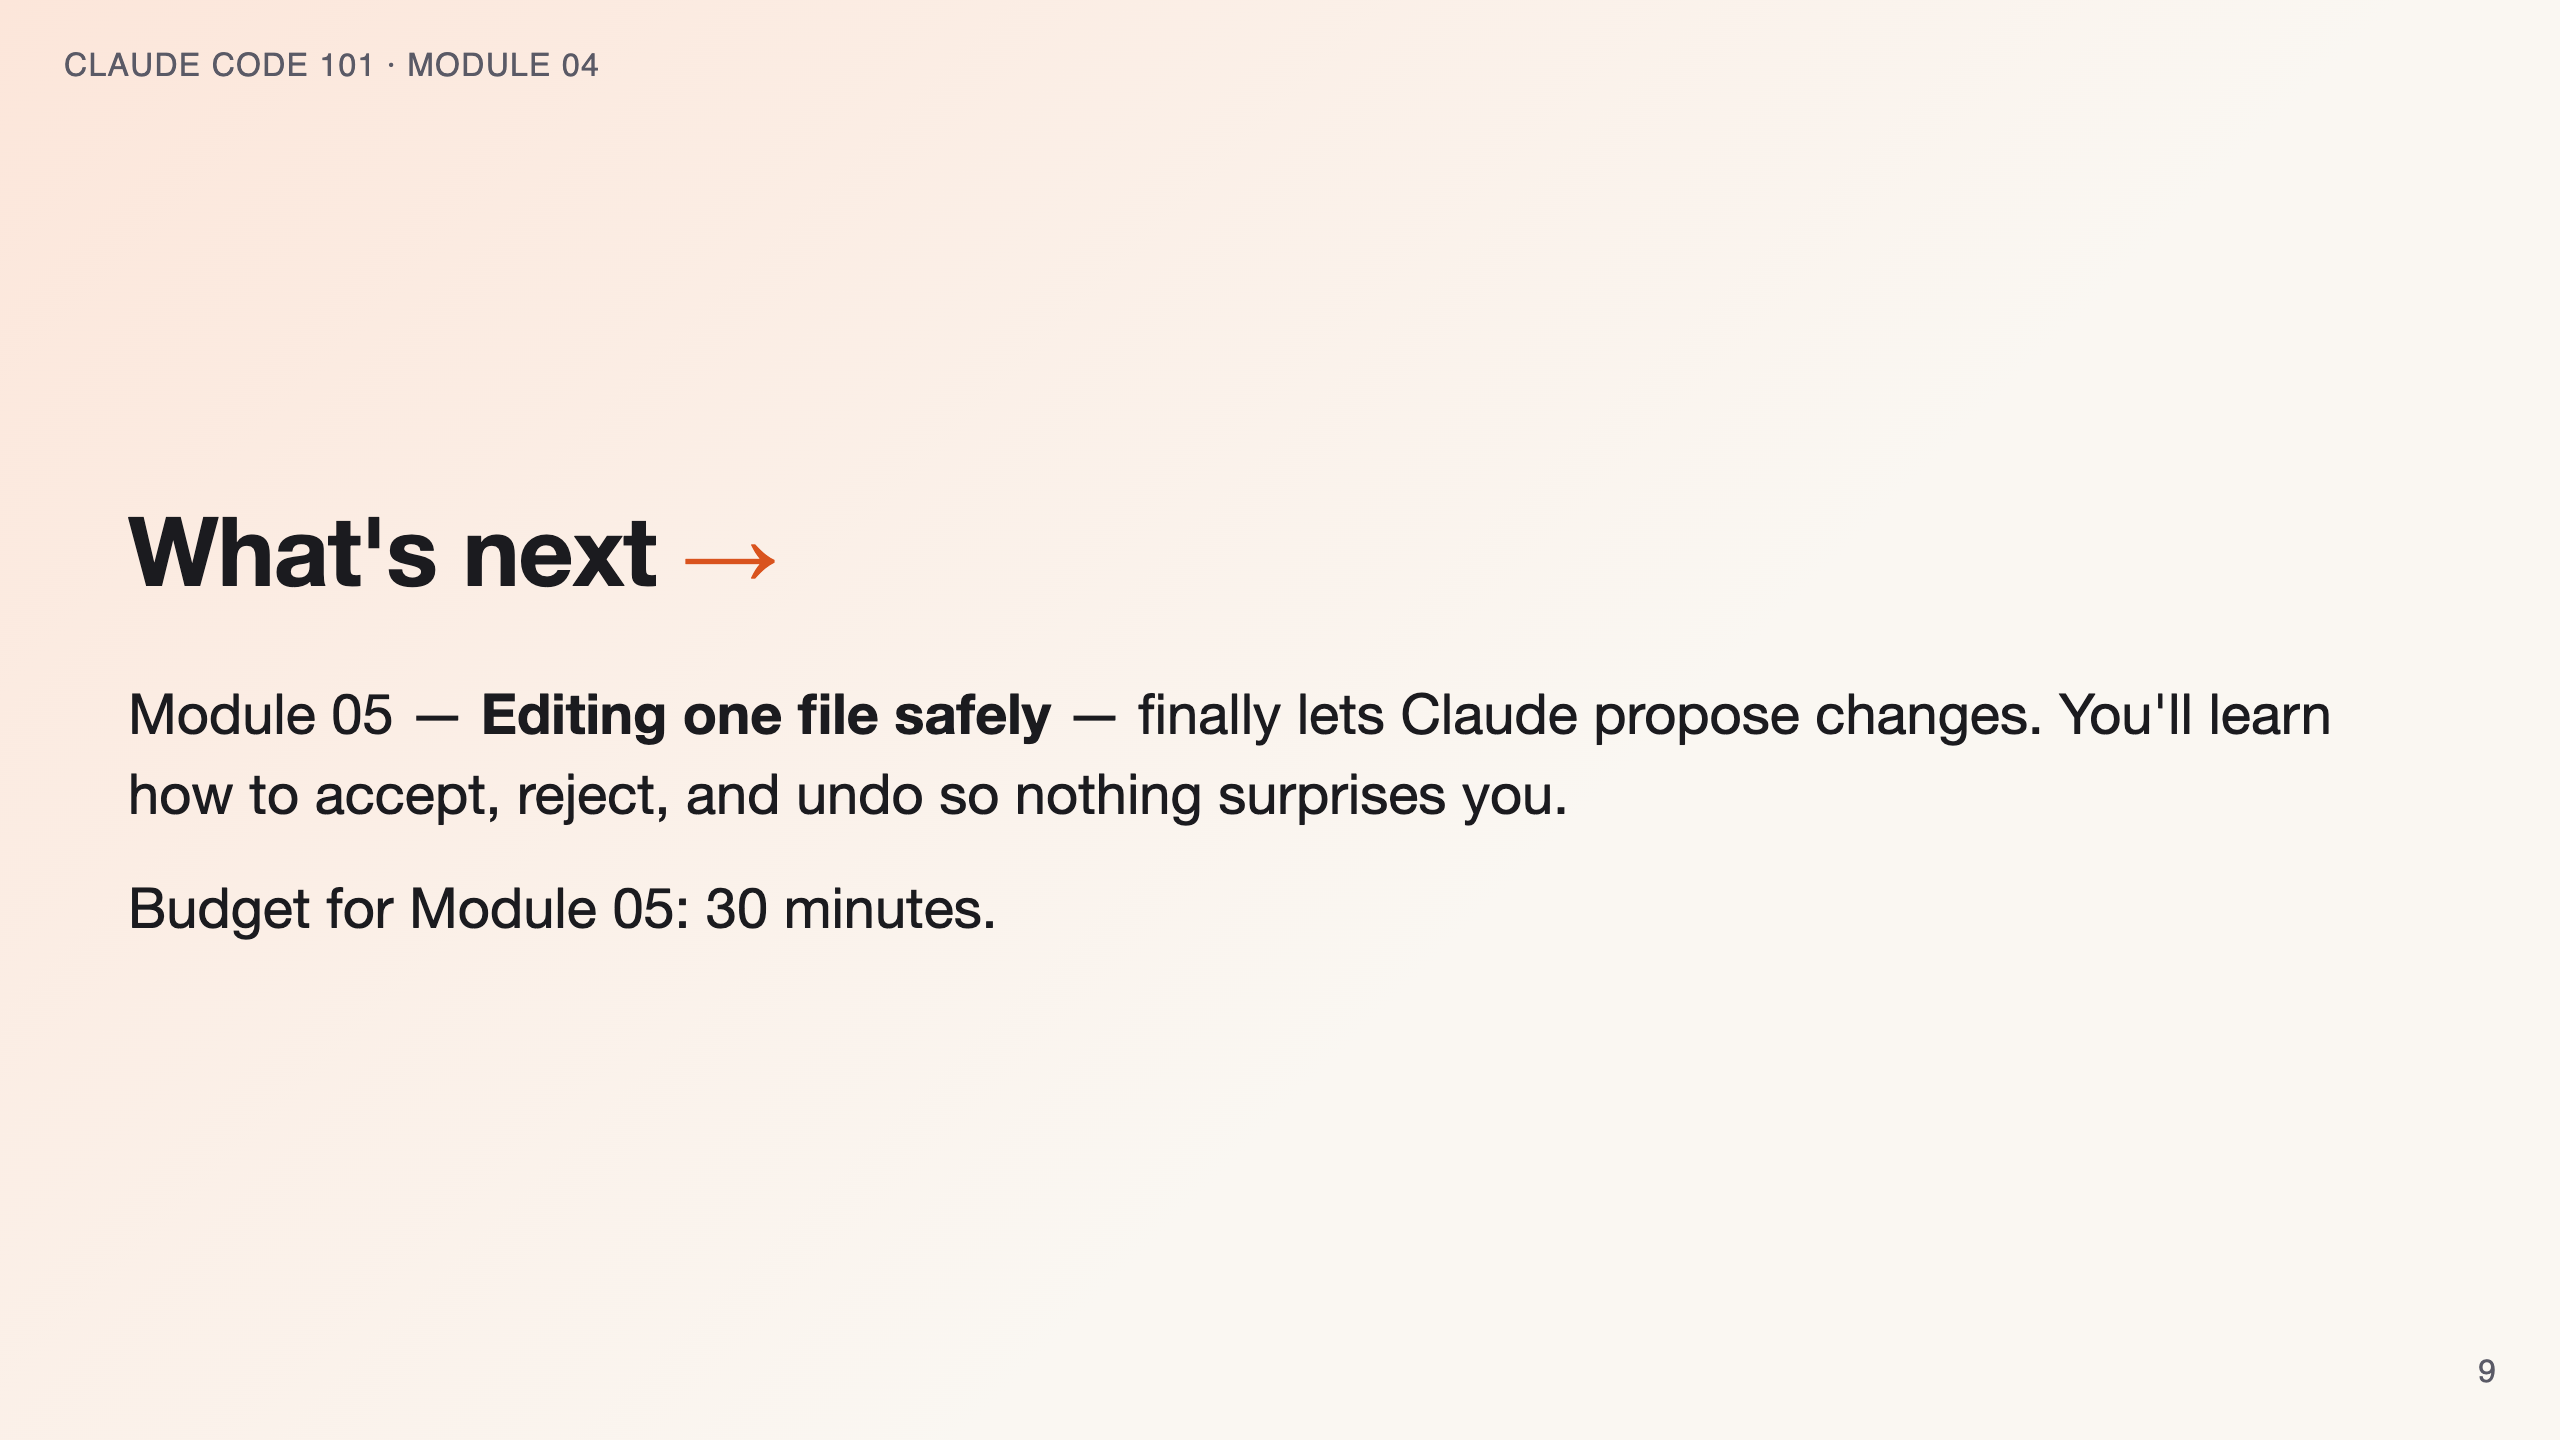 CLAUDE CODE 101 · MODULE 04
What's next →
Module 05 — Editing one file safely — finally lets Claude propose changes. You'll learn
how to accept, reject, and undo so nothing surprises you.
Budget for Module 05: 30 minutes.
9